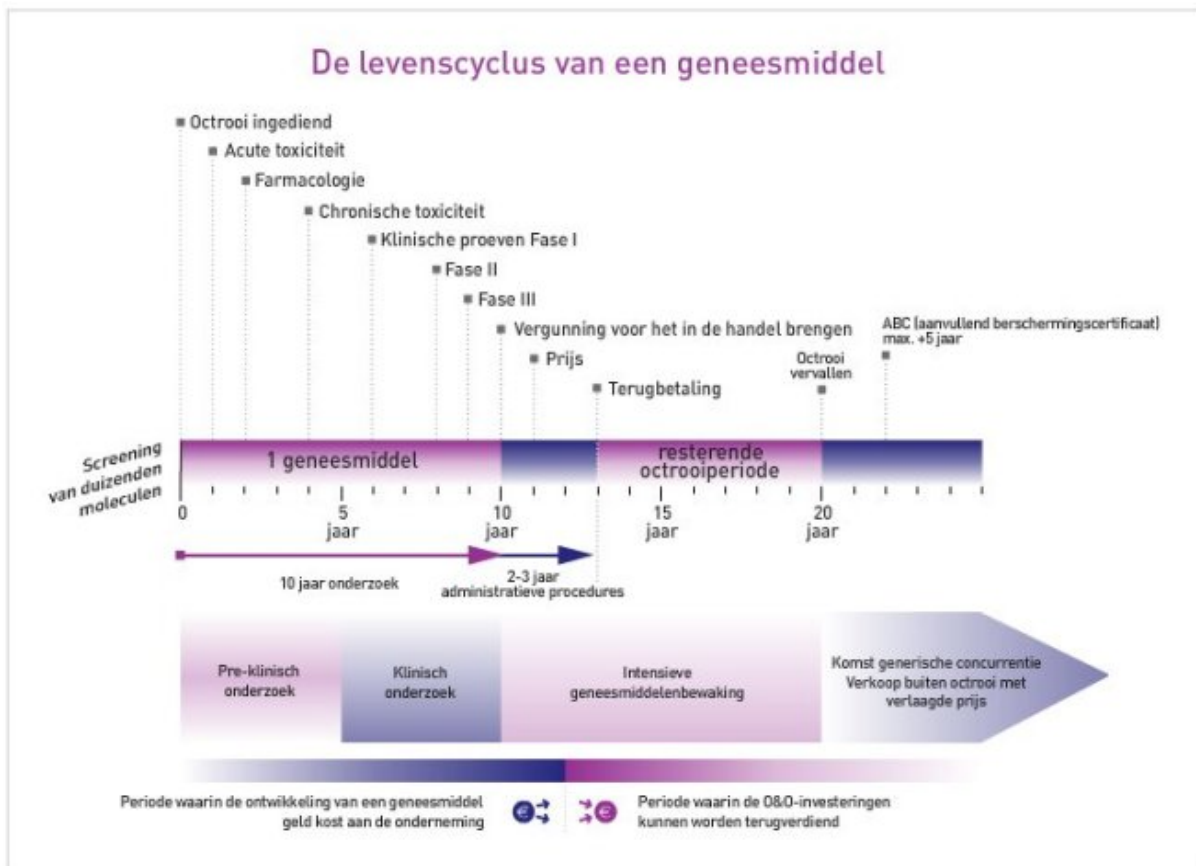 De levenscyclus van een geneesmiddel
Octrooi ingediend
Acute toxiciteit
Farmacologie
Chronische toxiciteit
Klinische proeven Fase I
Fase II
Fase III
Vergunning voor het in de handel brengen
Prijs
Terugbetaling
Octrooi
vervallen
ABC (aanvullend berschermingscertificaat)
max. +5 jaar
Screening
van duizenden
moleculen
1 geneesmiddel
resterende
octrooiperiode
0
5
jaar
10
jaar
15
jaar
20
jaar
10 jaar onderzoek
2-3 jaar
administratieve procedures
Pre-klinisch
onderzoek
Klinisch
onderzoek
Intensieve
geneesmiddelenbewaking
Komst generische concurrentie
Verkoop buiten octrooi met
verlaagde prijs
Periode waarin de ontwikkeling van een geneesmiddel
geld kost aan de onderneming
€
€
Periode waarin de O&O-investeringen
kunnen worden terugverdiend